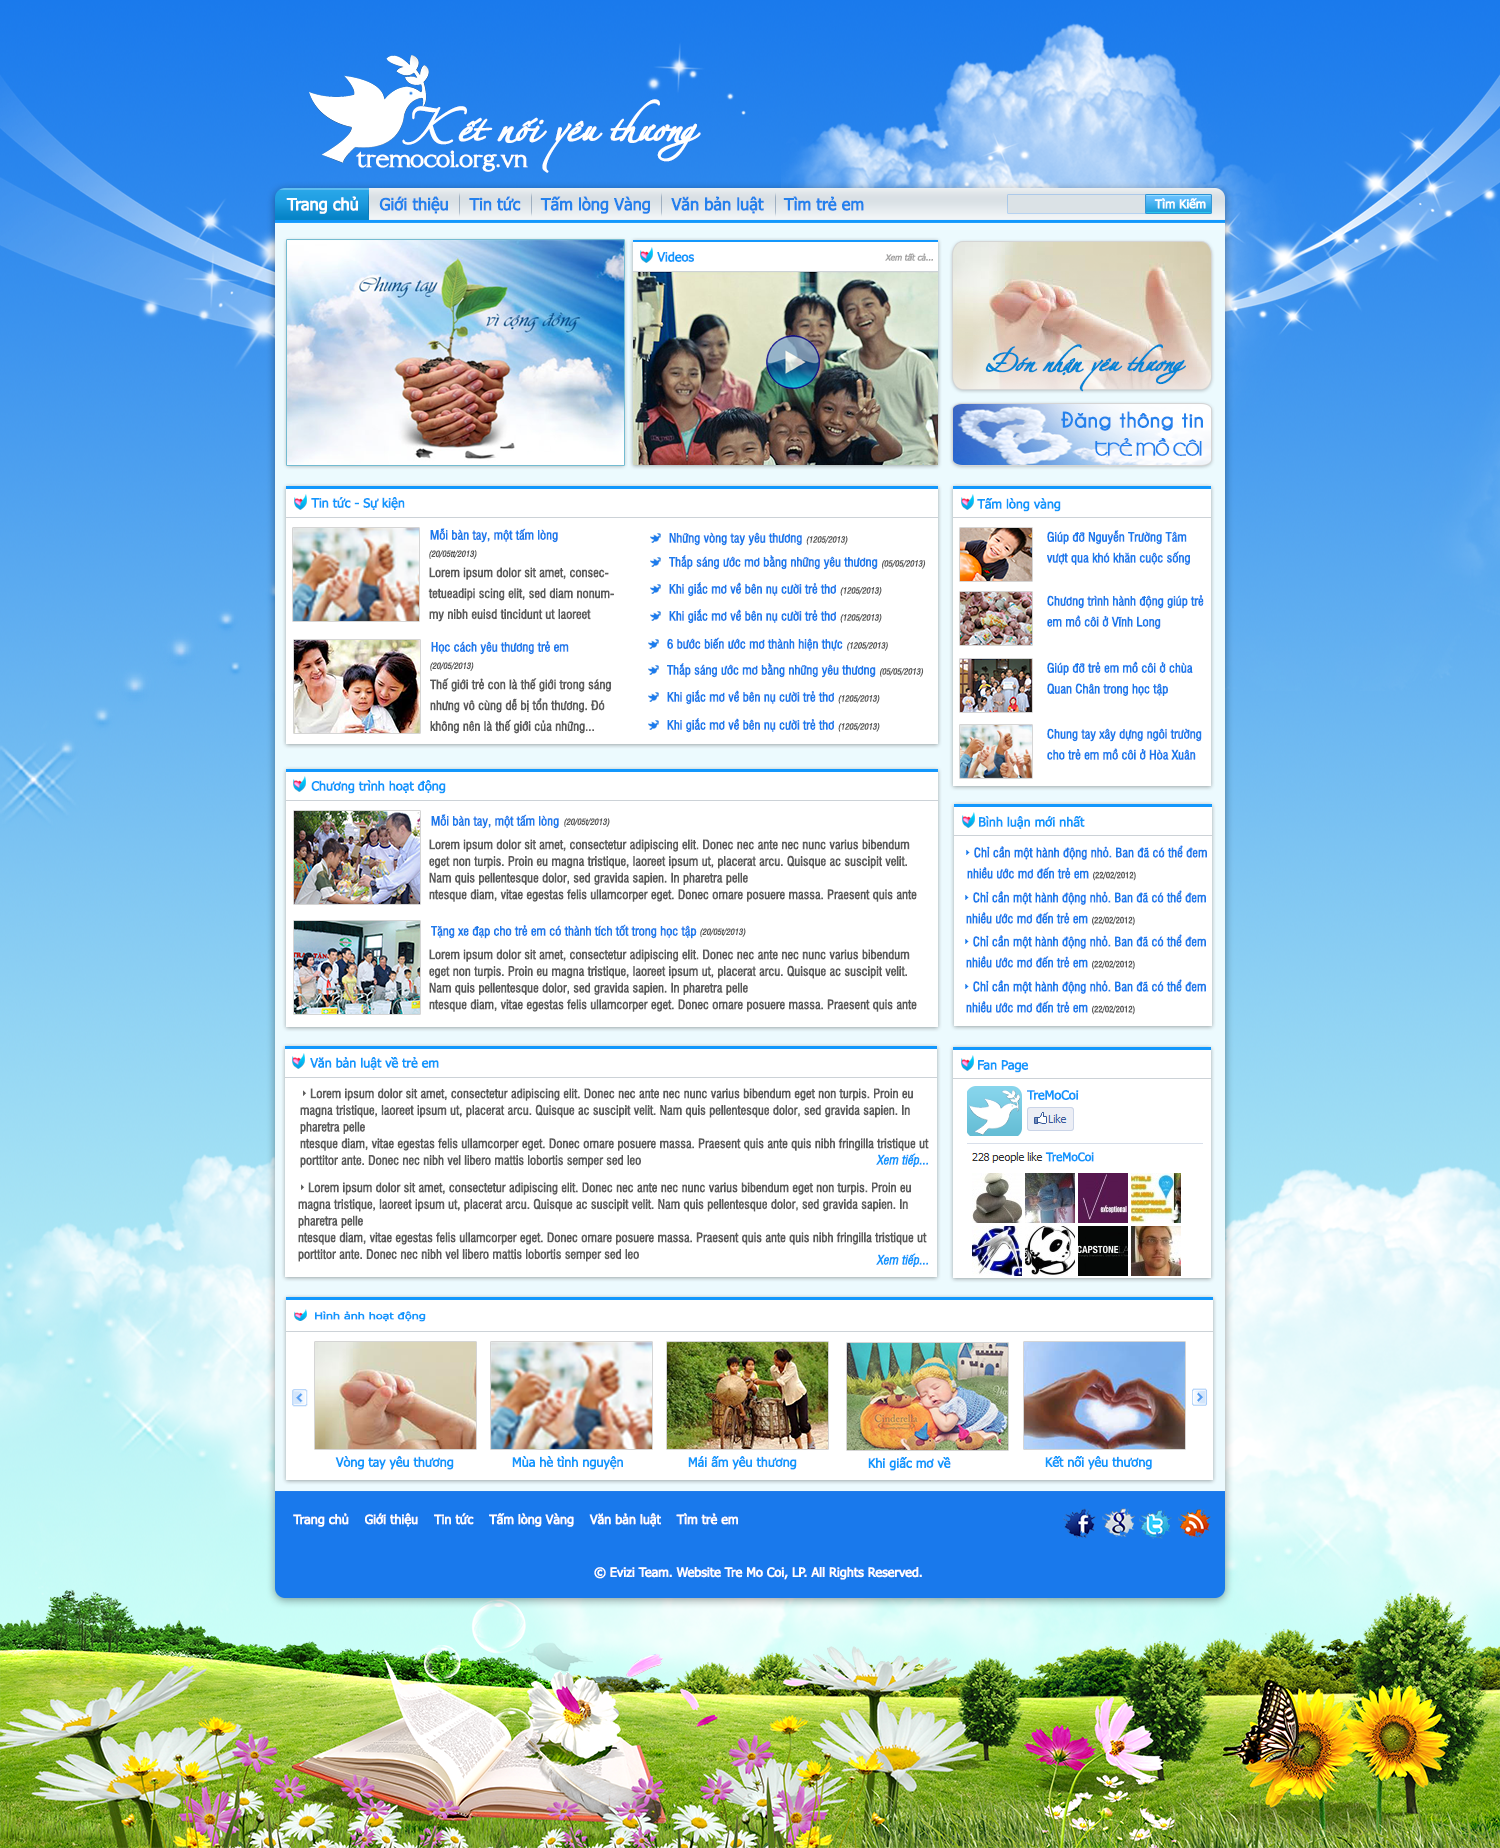 Kết nối yêu thương
tremocoi.org.vn
Trang chủ
Giới thiệu
Tin tức
Tấm lòng Vàng
Văn bản luật
Tìm trẻ em
Tìm Kiếm
Chung tay
vì cộng đồng
Videos
Xem tất cả...
Đón nhận yêu thương
Đăng thông tin
trẻ mồ côi
Tin tức - Sự kiện
Mỗi bàn tay, một tấm lòng
(20/05tt/2013)
Lorem ipsum dolor sit amet, consec-
tetueadipi scing elit, sed diam nonum-
my nibh euisd tincidunt ut laoreet
Học cách yêu thương trẻ em
(20/05/2013)
Thế giới trẻ con là thế giới trong sáng
nhưng vô cùng dễ bị tổn thương. Đó
không nên là thế giới của những...
Những vòng tay yêu thương (1205/2013)
Thắp sáng ước mơ bằng những yêu thương (05/05/2013)
Khi giấc mơ về bên nụ cười trẻ thơ (1205/2013)
Khi giấc mơ về bên nụ cười trẻ thơ (1205/2013)
6 bước biến ước mơ thành hiện thực (1205/2013)
Thắp sáng ước mơ bằng những yêu thương (05/05/2013)
Khi giấc mơ về bên nụ cười trẻ thơ (1205/2013)
Khi giấc mơ về bên nụ cười trẻ thơ (1205/2013)
Tấm lòng vàng
Giúp đỡ Nguyễn Trường Tâm
vượt qua khó khăn cuộc sống
Chương trình hành động giúp trẻ
em mồ côi ở Vĩnh Long
Giúp đỡ trẻ em mồ côi ở chùa
Quan Chân trong học tập
Chung tay xây dựng ngôi trường
cho trẻ em mồ côi ở Hòa Xuân
Chương trình hoạt động
Mỗi bàn tay, một tấm lòng (20/05t/2013)
Lorem ipsum dolor sit amet, consectetur adipiscing elit. Donec nec ante nec nunc varius bibendum
eget non turpis. Proin eu magna tristique, laoreet ipsum ut, placerat arcu. Quisque ac suscipit velit.
Nam quis pellentesque dolor, sed gravida sapien. In pharetra pelle
ntesque diam, vitae egestas felis ullamcorper eget. Donec ornare posuere massa. Praesent quis ante
Tặng xe đạp cho trẻ em có thành tích tốt trong học tập (20/05t/2013)
Lorem ipsum dolor sit amet, consectetur adipiscing elit. Donec nec ante nec nunc varius bibendum
eget non turpis. Proin eu magna tristique, laoreet ipsum ut, placerat arcu. Quisque ac suscipit velit.
Nam quis pellentesque dolor, sed gravida sapien. In pharetra pelle
ntesque diam, vitae egestas felis ullamcorper eget. Donec ornare posuere massa. Praesent quis ante
Bình luận mới nhất
Chỉ cần một hành động nhỏ. Bạn đã có thể đem
nhiều ước mơ đến trẻ em (22/02/2012)
Chỉ cần một hành động nhỏ. Bạn đã có thể đem
nhiều ước mơ đến trẻ em (22/02/2012)
Chỉ cần một hành động nhỏ. Bạn đã có thể đem
nhiều ước mơ đến trẻ em (22/02/2012)
Chỉ cần một hành động nhỏ. Bạn đã có thể đem
nhiều ước mơ đến trẻ em (22/02/2012)
Văn bản luật về trẻ em
Lorem ipsum dolor sit amet, consectetur adipiscing elit. Donec nec ante nec nunc varius bibendum eget non turpis. Proin eu
magna tristique, laoreet ipsum ut, placerat arcu. Quisque ac suscipit velit. Nam quis pellentesque dolor, sed gravida sapien. In
pharetra pelle
ntesque diam, vitae egestas felis ullamcorper eget. Donec ornare posuere massa. Praesent quis ante quis nibh fringilla tristique ut
porttitor ante. Donec nec nibh vel libero mattis lobortis semper sed leo
Xem tiếp...
Lorem ipsum dolor sit amet, consectetur adipiscing elit. Donec nec ante nec nunc varius bibendum eget non turpis. Proin eu
magna tristique, laoreet ipsum ut, placerat arcu. Quisque ac suscipit velit. Nam quis pellentesque dolor, sed gravida sapien. In
pharetra pelle
ntesque diam, vitae egestas felis ullamcorper eget. Donec ornare posuere massa. Praesent quis ante quis nibh fringilla tristique ut
porttitor ante. Donec nec nibh vel libero mattis lobortis semper sed leo
Xem tiếp...
Fan Page
TreMoCoi
Like
228 people like TreMoCoi
exceptional
CAPSTONE
Hình ảnh hoạt động
Cinderella
Vòng tay yêu thương
Mùa hè tình nguyện
Mái ấm yêu thương
Khi giấc mơ về
Kết nối yêu thương
Trang chủ
Giới thiệu
Tin tức
Tấm lòng Vàng
Văn bản luật
Tìm trẻ em
© Evizi Team. Website Tre Mo Coi, LP. All Rights Reserved.